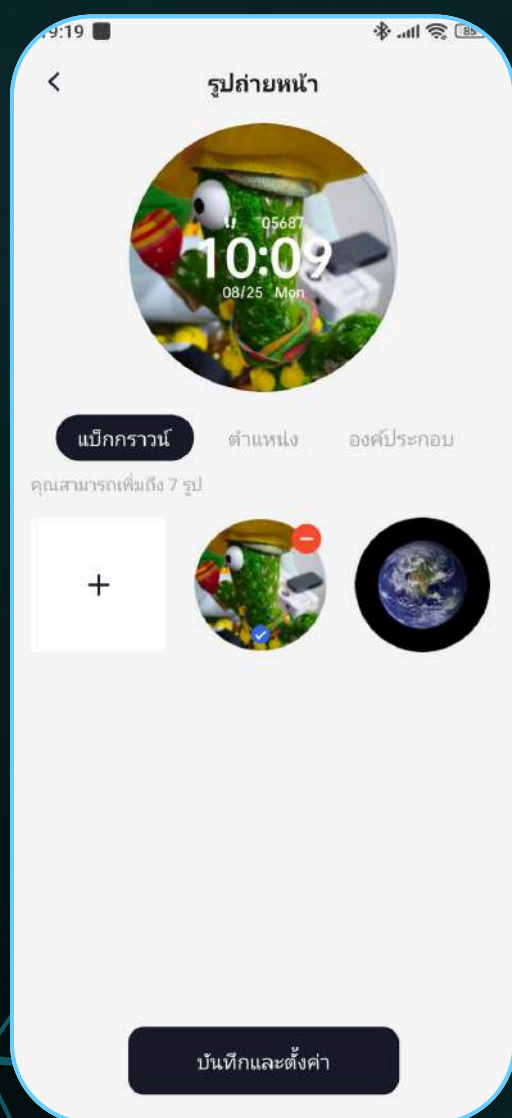 9:19
85
รูปถ่ายหน้า
05687
10:09
08/25 Mon
แบ็กกราวน์ ตำแหน่ง องค์ประกอบ
คุณสามารถเพิ่มถึง 7 รูป
บันทึกและตั้งค่า